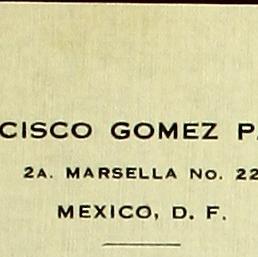 CISCO GOMEZ P
2A. MARSELLA NO. 22
MEXICO, D. F.